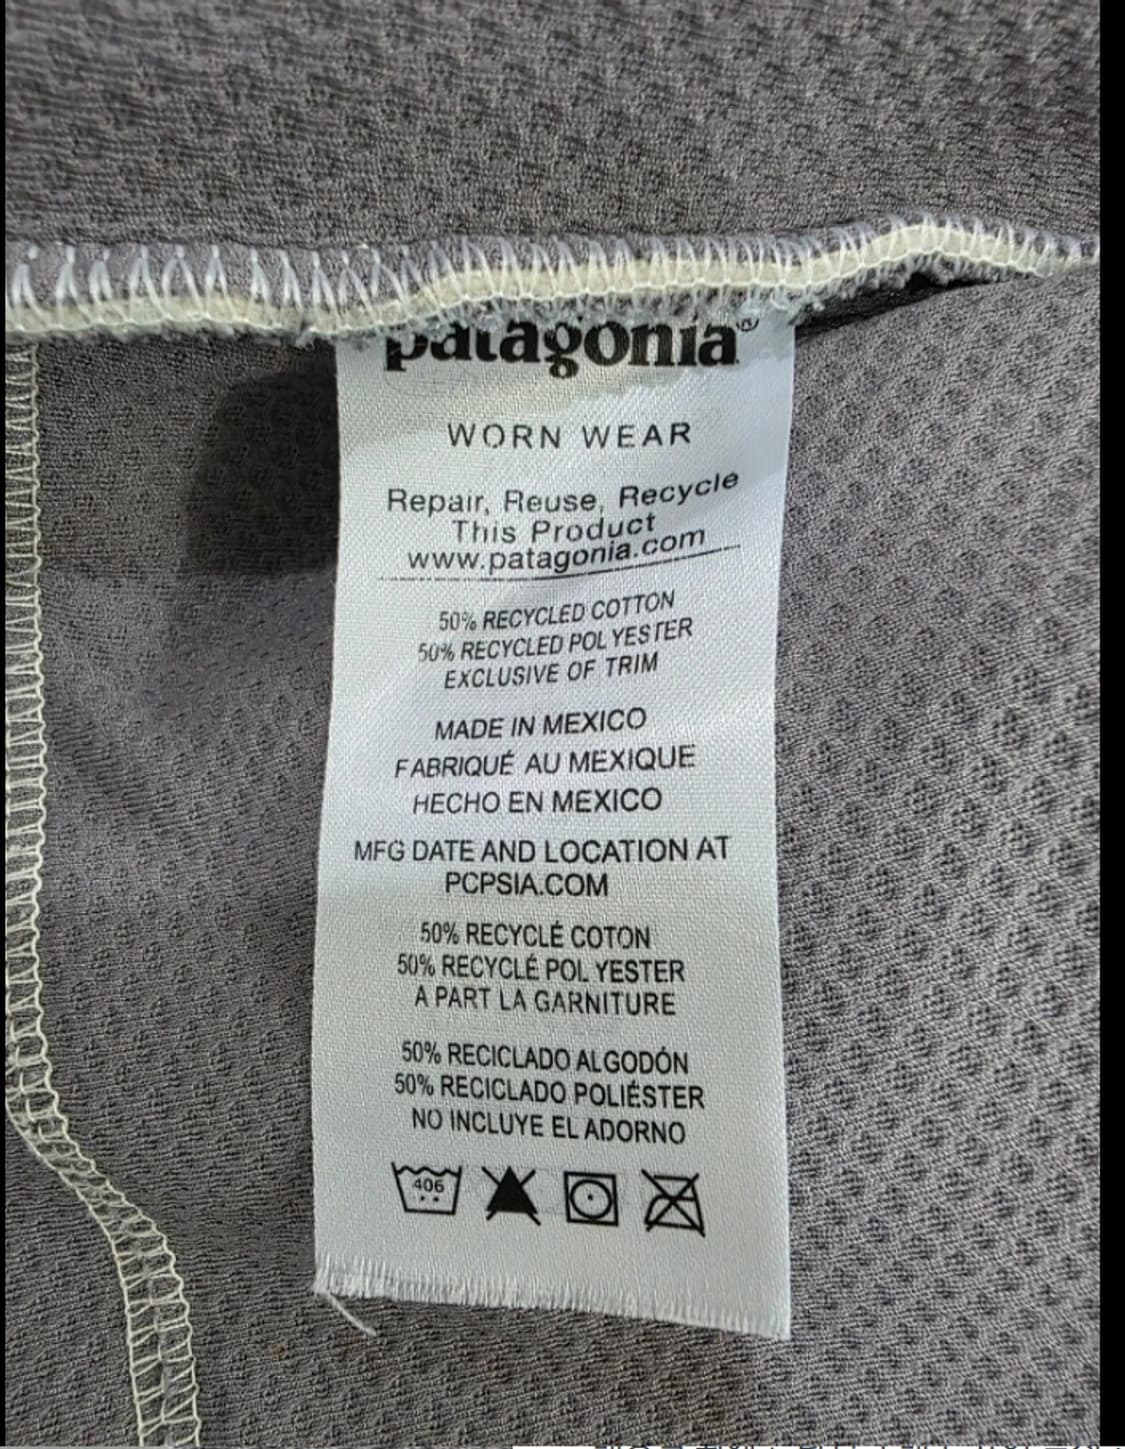 patagonia®
WORN WEAR
Repair, Reuse, Recycle
This Product
www.patagonia.com
50% RECYCLED COTTON
50% RECYCLED POLYESTER
EXCLUSIVE OF TRIM
MADE IN MEXICO
FABRIQUÉ AU MEXIQUE
HECHO EN MEXICO
MFG DATE AND LOCATION AT
PCPSIA.COM
50% RECYCLÉ COTON
50% RECYCLÉ POLYESTER
A PART LA GARNITURE
50% RECICLADO ALGODÓN
50% RECICLADO POLIÉSTER
NO INCLUYE EL ADORNO
406